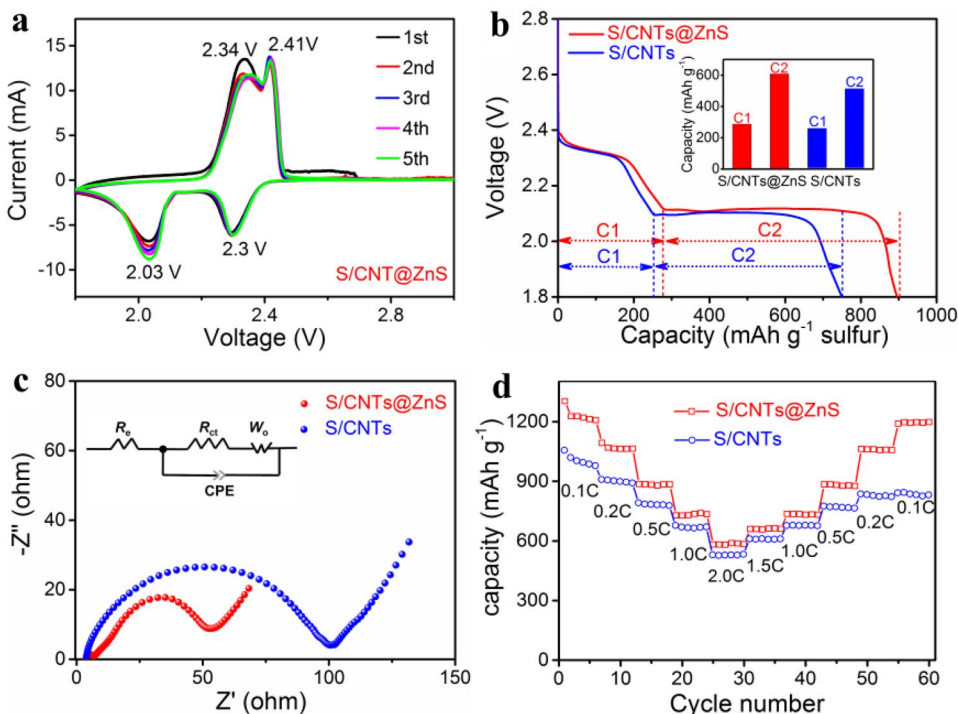 a
2.34 V
2.41V
1st
2nd
3rd
4th
5th
2.03 V
2.3 V
S/CNT@ZnS
15
10
5
0
-5
-10
2.0
2.4
2.8
Current (mA)
Voltage (V)
b
S/CNTs@ZnS
S/CNTs
C1
C2
C1
C2
600
400
200
0
Capacity (mAh g⁻¹)
S/CNTs@ZnS S/CNTs
C1
C2
C1
C2
2.8
2.6
2.4
2.2
2.0
1.8
0
200
400
600
800
1000
Voltage (V)
Capacity (mAh g⁻¹ sulfur)
c
S/CNTs@ZnS
S/CNTs
Re
Rct
Wo
CPE
80
60
40
20
0
0
50
100
150
-Z" (ohm)
Z' (ohm)
d
S/CNTs@ZnS
S/CNTs
0.1C
0.2C
0.5C
1.0C
2.0C
1.5C
1.0C
0.5C
0.2C
0.1C
1200
900
600
300
0
0
10
20
30
40
50
60
capacity (mAh g⁻¹)
Cycle number